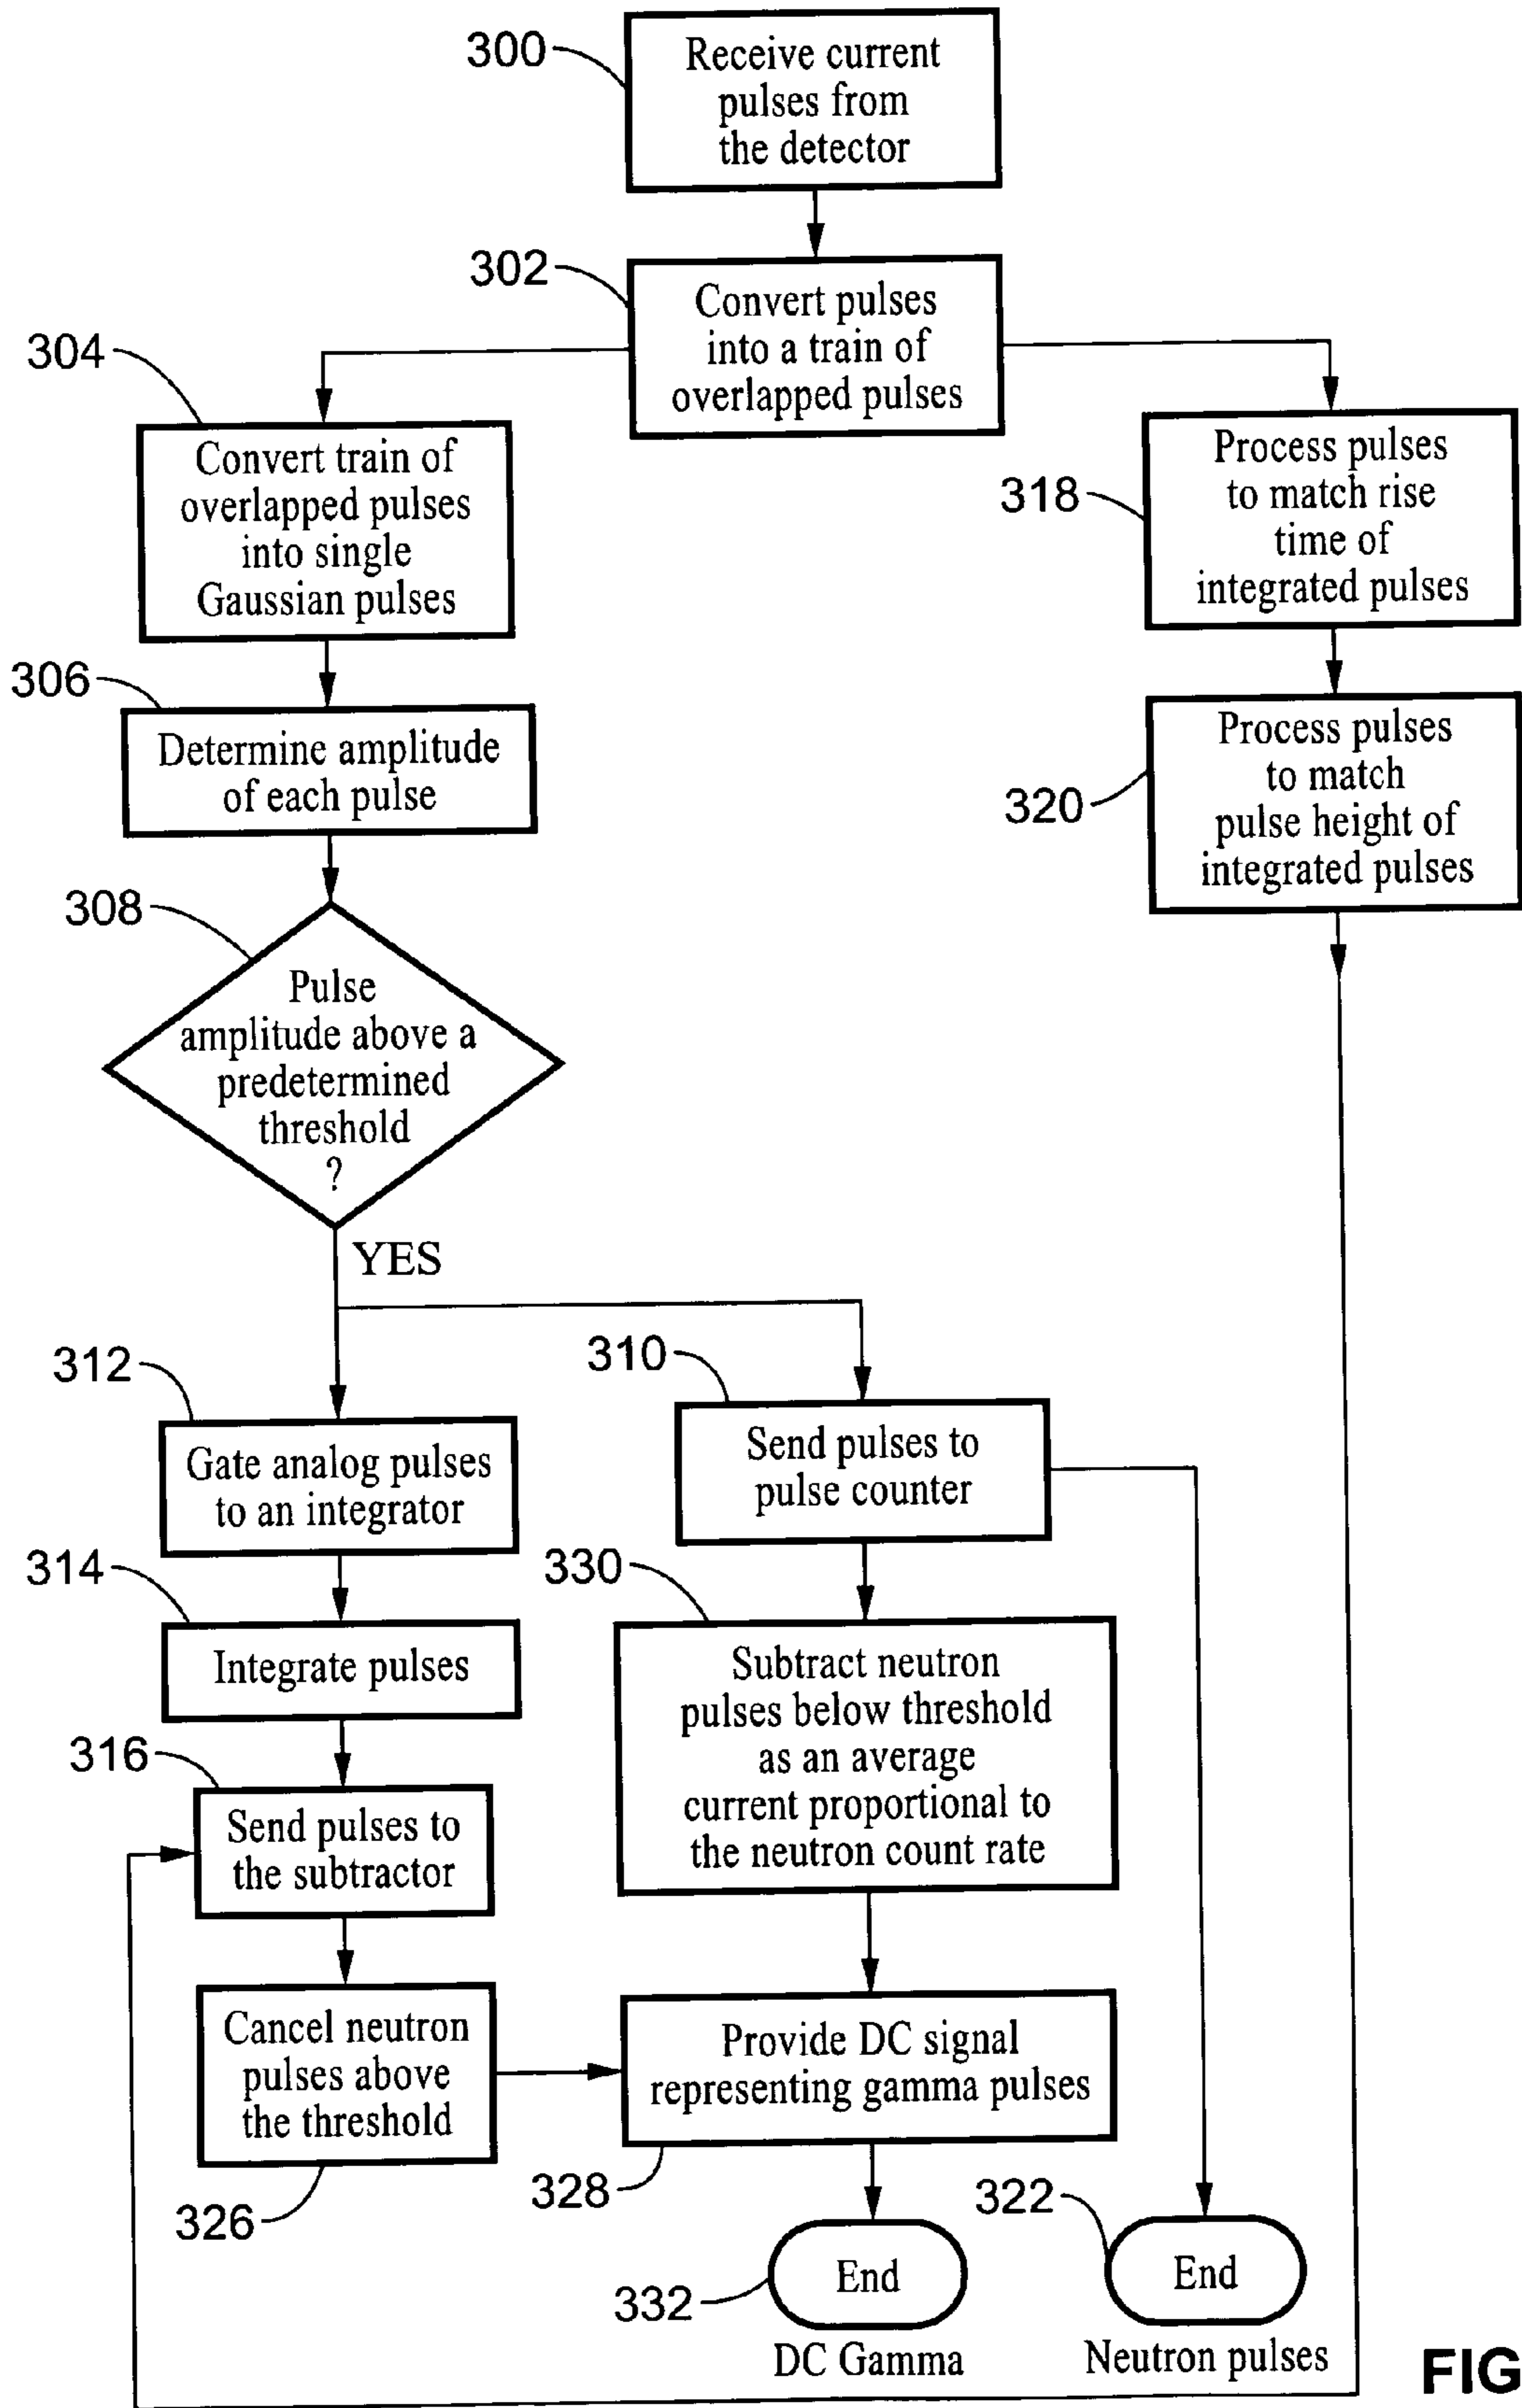 300
Receive current
pulses from
the detector
302
Convert pulses
into a train of
overlapped pulses
304
Convert train of
overlapped pulses
into single
Gaussian pulses
318
Process pulses
to match rise
time of
integrated pulses
306
Determine amplitude
of each pulse
320
Process pulses
to match
pulse height of
integrated pulses
308
Pulse
amplitude above a
predetermined
threshold
?
YES
312
Gate analog pulses
to an integrator
310
Send pulses to
pulse counter
314
Integrate pulses
330
Subtract neutron
pulses below threshold
as an average
current proportional to
the neutron count rate
316
Send pulses to
the subtractor
326
Cancel neutron
pulses above
the threshold
328
Provide DC signal
representing gamma pulses
332
End
DC Gamma
322
End
Neutron pulses
FIG